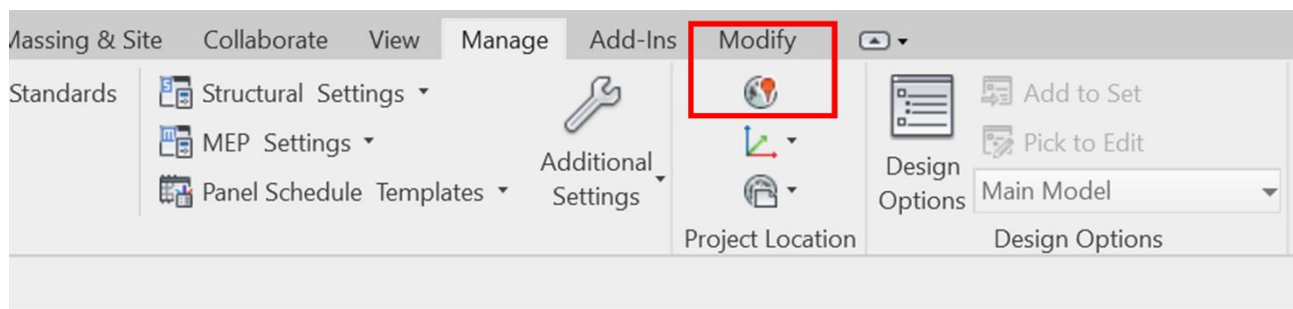 Massing & Site Collaborate View Manage Add-Ins Modify
Standards Structural Settings Add to Set
MEP Settings Pick to Edit
Additional Settings
Design Options
Panel Schedule Templates Main Model
Project Location Design Options